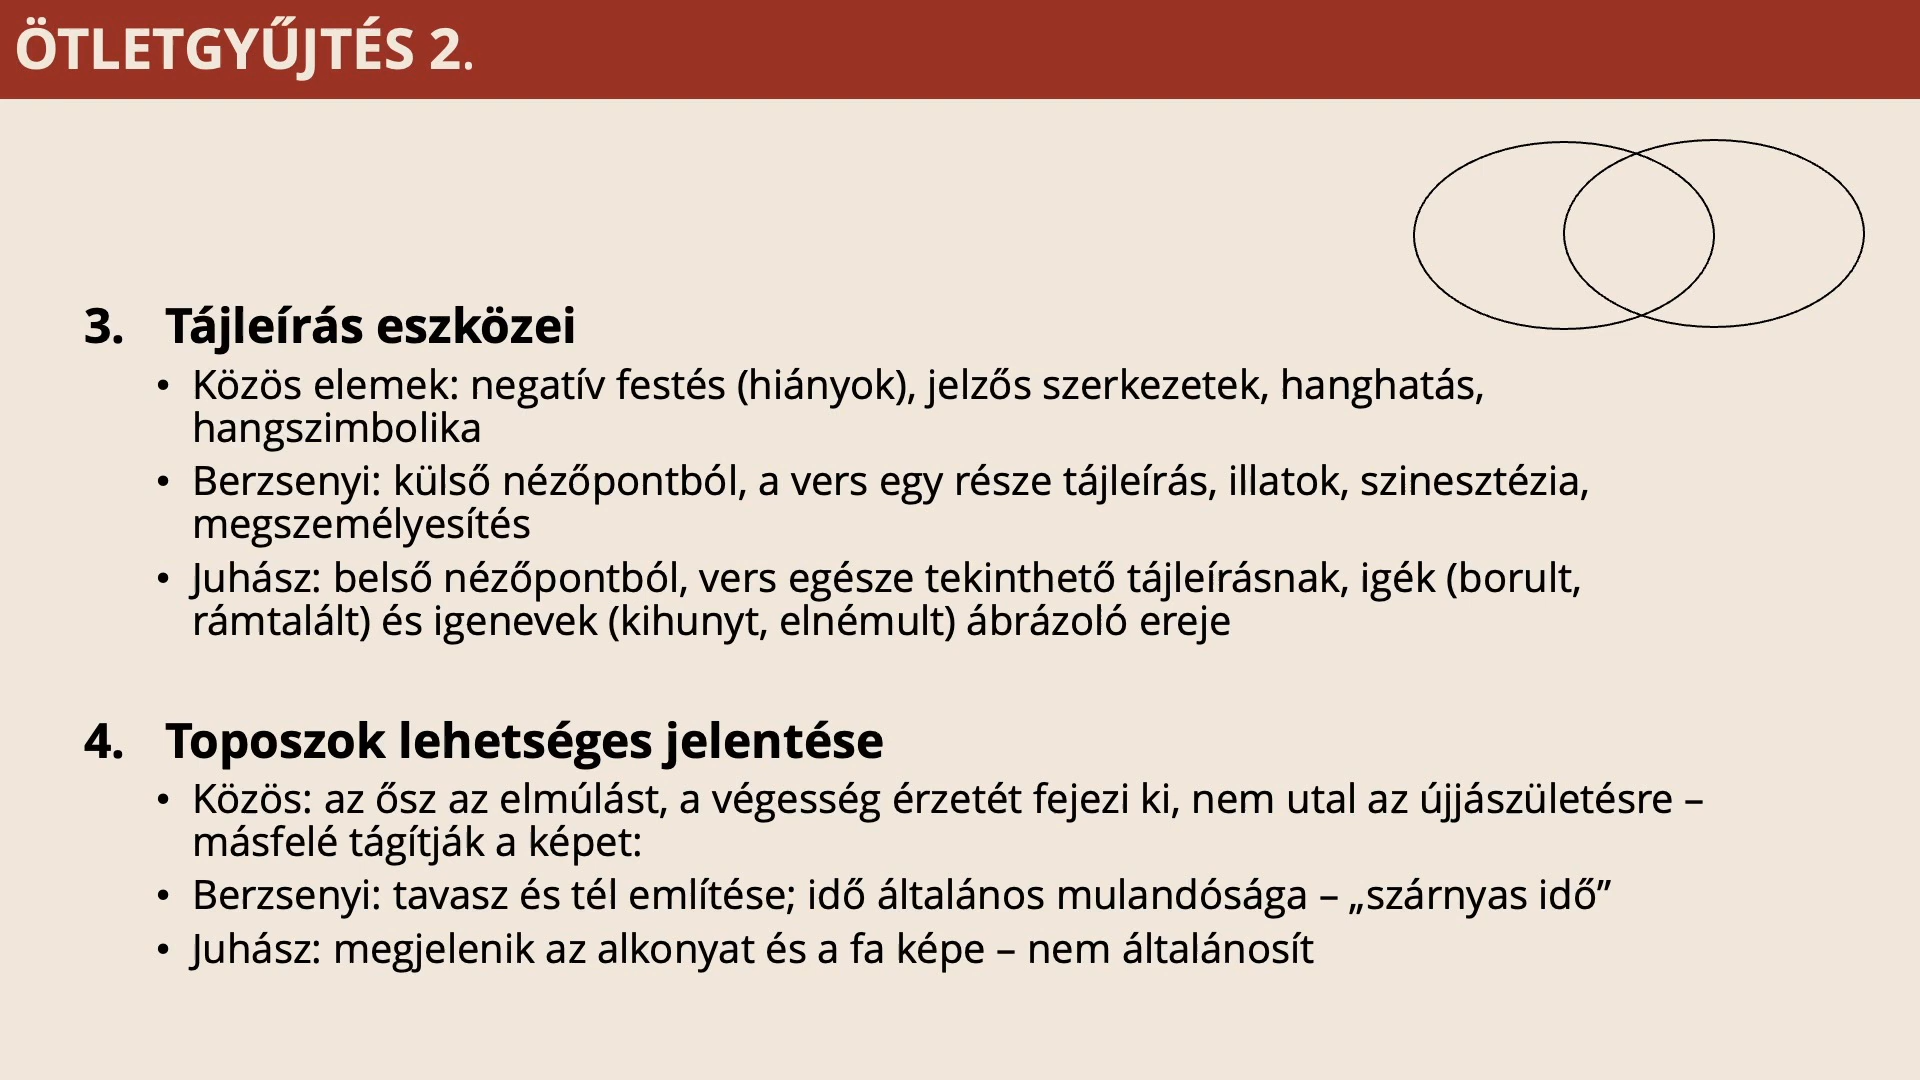 ÖTLETGYŰJTÉS 2.
3. Tájleírás eszközei
• Közös elemek: negatív festés (hiányok), jelzős szerkezetek, hanghatás,
hangszimbolika
• Berzsenyi: külső nézőpontból, a vers egy része tájleírás, illatok, szinesztézia,
megszemélyesítés
• Juhász: belső nézőpontból, vers egésze tekinthető tájleírásnak, igék (borult,
rámtalált) és igenevek (kihunyt, elnémult) ábrázoló ereje
4. Toposzok lehetséges jelentése
• Közös: az ősz az elmúlást, a végesség érzetét fejezi ki, nem utal az újjászületésre –
másfelé tágítják a képet:
• Berzsenyi: tavasz és tél említése; idő általános mulandósága – „szárnyas idő”
• Juhász: megjelenik az alkonyat és a fa képe – nem általánosít